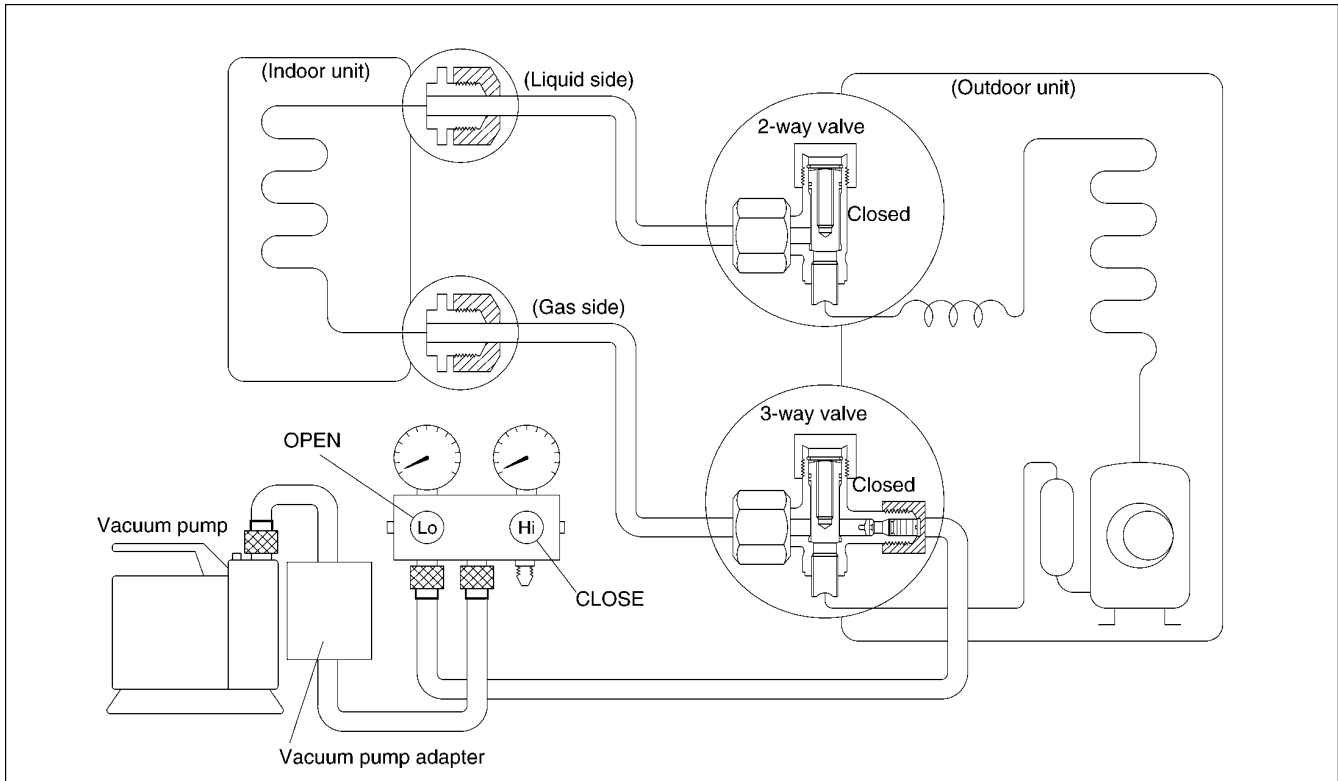 (Indoor unit)
(Liquid side)
(Outdoor unit)
2-way valve
Closed
(Gas side)
3-way valve
Closed
OPEN
Lo
Hi
CLOSE
Vacuum pump
Vacuum pump adapter